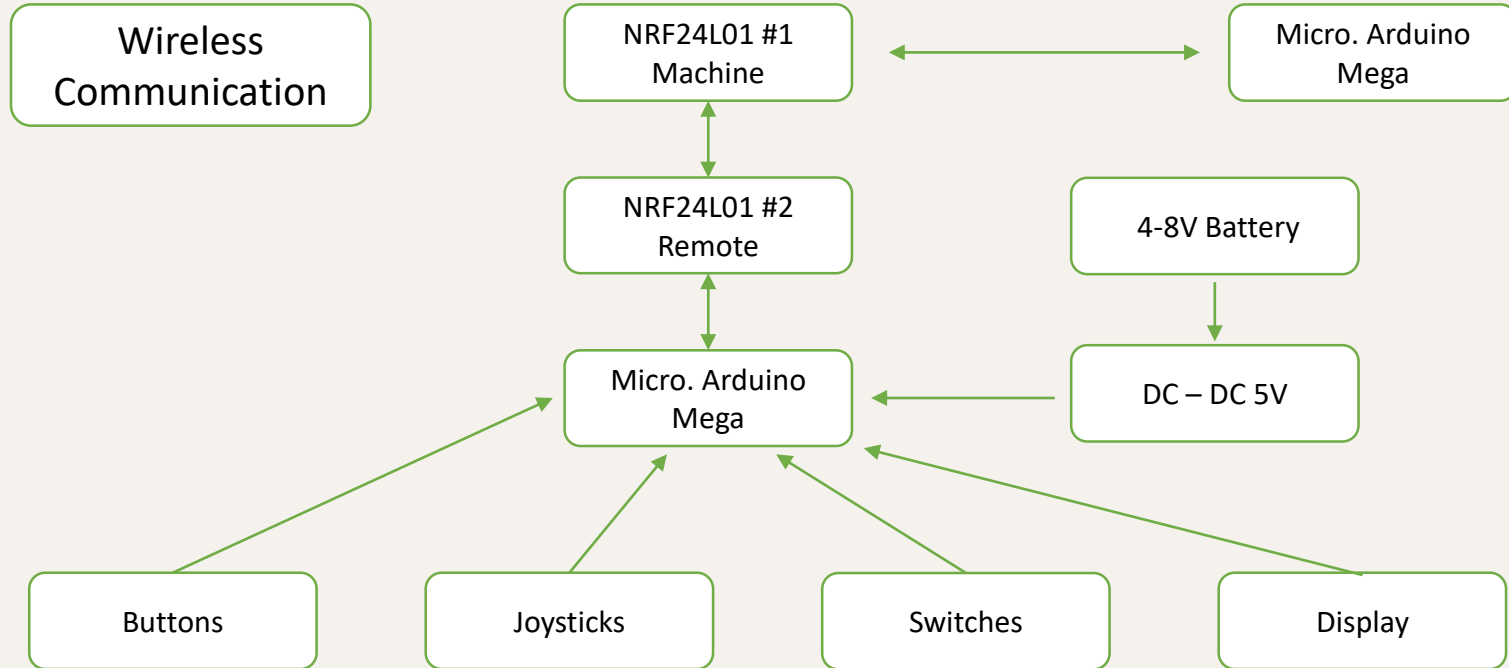 Wireless
Communication
NRF24L01 #1
Machine
Micro. Arduino
Mega
NRF24L01 #2
Remote
4-8V Battery
Micro. Arduino
Mega
DC – DC 5V
Buttons
Joysticks
Switches
Display